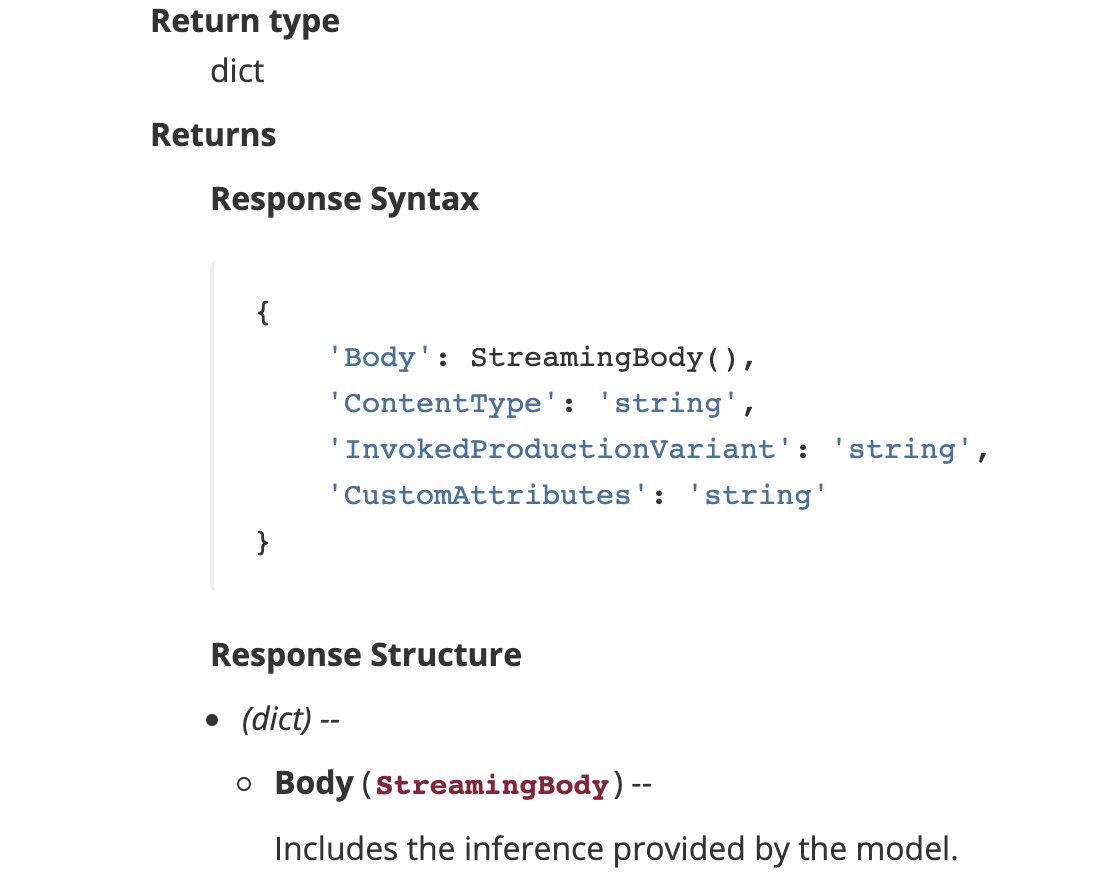 Return type
dict
Returns
Response Syntax
{
'Body': StreamingBody(),
'ContentType': 'string',
'InvokedProductionVariant': 'string',
'CustomAttributes': 'string'
}
Response Structure
(dict) --
Body (StreamingBody) --
Includes the inference provided by the model.